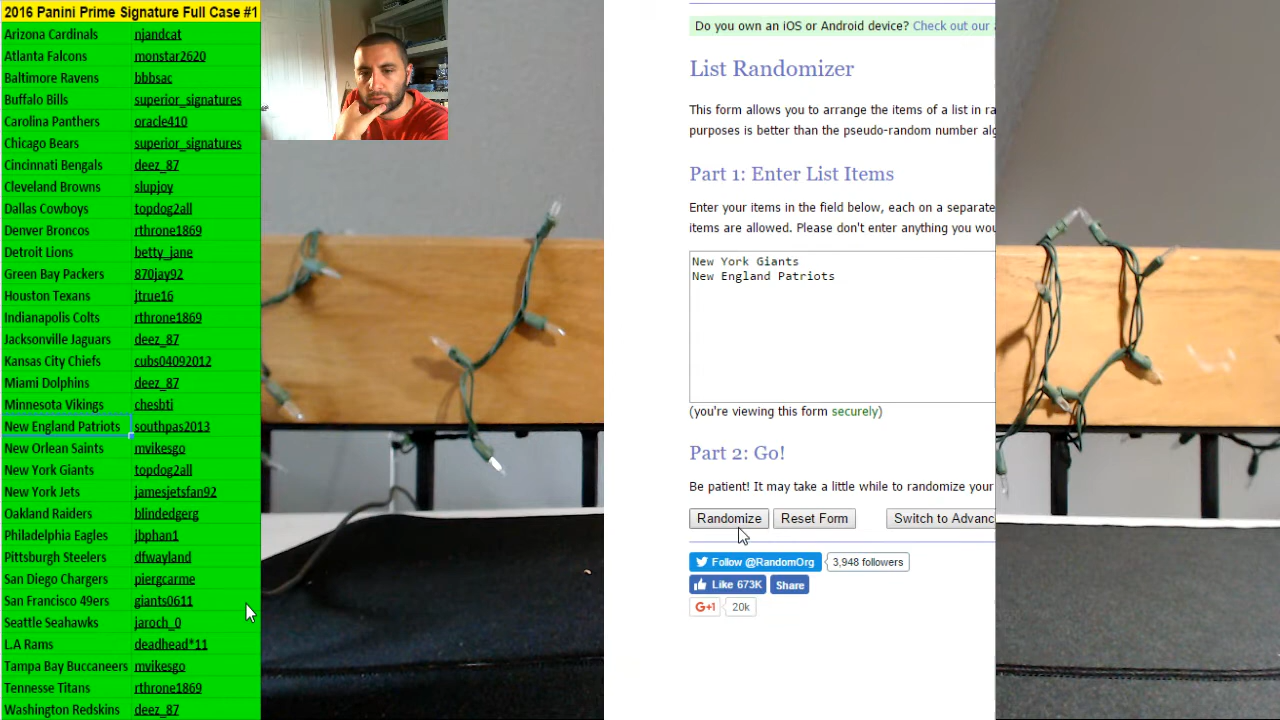 2016 Panini Prime Signature Full Case #1
Arizona Cardinals njandcat
Atlanta Falcons monstar2620
Baltimore Ravens bbbsac
Buffalo Bills superior_signatures
Carolina Panthers oracle410
Chicago Bears superior_signatures
Cincinnati Bengals deez_87
Cleveland Browns slupjoy
Dallas Cowboys topdog2all
Denver Broncos rthrone1869
Detroit Lions betty_jane
Green Bay Packers 870jay92
Houston Texans jtrue16
Indianapolis Colts rthrone1869
Jacksonville Jaguars deez_87
Kansas City Chiefs cubs04092012
Miami Dolphins deez_87
Minnesota Vikings chesbti
New England Patriots southpas2013
New Orlean Saints mvikesgo
New York Giants topdog2all
New York Jets jamesjetsfan92
Oakland Raiders blindedgerg
Philadelphia Eagles jbphan1
Pittsburgh Steelers dfwayland
San Diego Chargers piergcarme
San Francisco 49ers giants0611
Seattle Seahawks jaroch_0
L.A Rams deadhead*11
Tampa Bay Buccaneers mvikesgo
Tennesse Titans rthrone1869
Washington Redskins deez_87
Do you own an iOS or Android device? Check out our
List Randomizer
This form allows you to arrange the items of a list in ra
purposes is better than the pseudo-random number alg
Part 1: Enter List Items
Enter your items in the field below, each on a separate
items are allowed. Please don't enter anything you wou
New York Giants
New England Patriots
(you're viewing this form securely)
Part 2: Go!
Be patient! It may take a little while to randomize your
Randomize Reset Form Switch to Advanc
Follow @RandomOrg 3,948 followers
Like 673K Share
G+1 20k